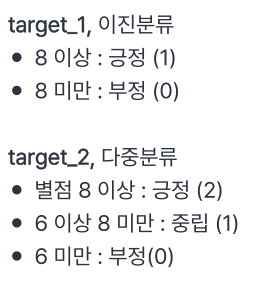 target_1, 이진분류
• 8 이상 : 긍정 (1)
• 8 미만 : 부정 (0)
target_2, 다중분류
• 별점 8 이상 : 긍정 (2)
• 6 이상 8 미만 : 중립 (1)
• 6 미만 : 부정(0)